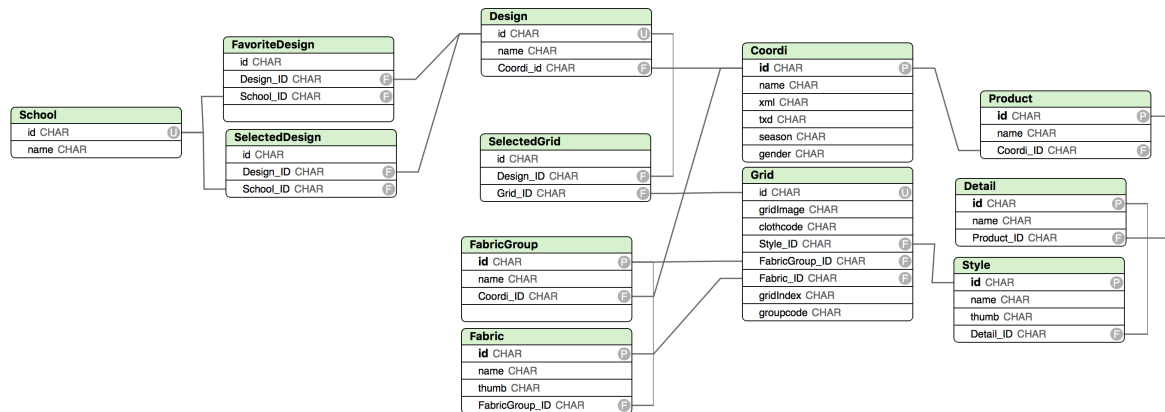 School
id CHAR U
name CHAR
FavoriteDesign
id CHAR
Design_ID CHAR F
School_ID CHAR F
SelectedDesign
id CHAR
Design_ID CHAR F
School_ID CHAR F
Design
id CHAR U
name CHAR
Coordi_id CHAR F
SelectedGrid
id CHAR
Design_ID CHAR F
Grid_ID CHAR F
FabricGroup
id CHAR P
name CHAR
Coordi_ID CHAR F
Fabric
id CHAR P
name CHAR
thumb CHAR
FabricGroup_ID CHAR F
Coordi
id CHAR P
name CHAR
xml CHAR
txd CHAR
season CHAR
gender CHAR
Grid
id CHAR U
gridImage CHAR
clothcode CHAR
Style_ID CHAR F
FabricGroup_ID CHAR F
Fabric_ID CHAR F
gridIndex CHAR
groupcode CHAR
Product
id CHAR P
name CHAR
Coordi_ID CHAR F
Detail
id CHAR P
name CHAR
Product_ID CHAR F
Style
id CHAR P
name CHAR
thumb CHAR
Detail_ID CHAR F